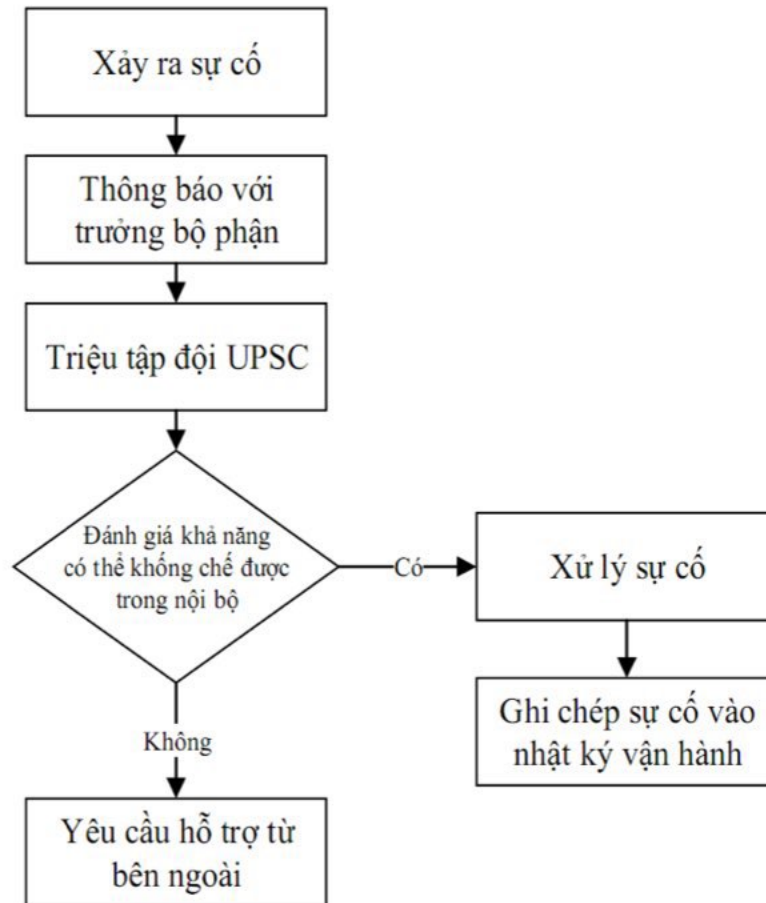 Xảy ra sự cố
Thông báo với
trưởng bộ phận
Triệu tập đội UPSC
Đánh giá khả năng
có thể khống chế được
trong nội bộ
Có
Xử lý sự cố
Ghi chép sự cố vào
nhật ký vận hành
Không
Yêu cầu hỗ trợ từ
bên ngoài